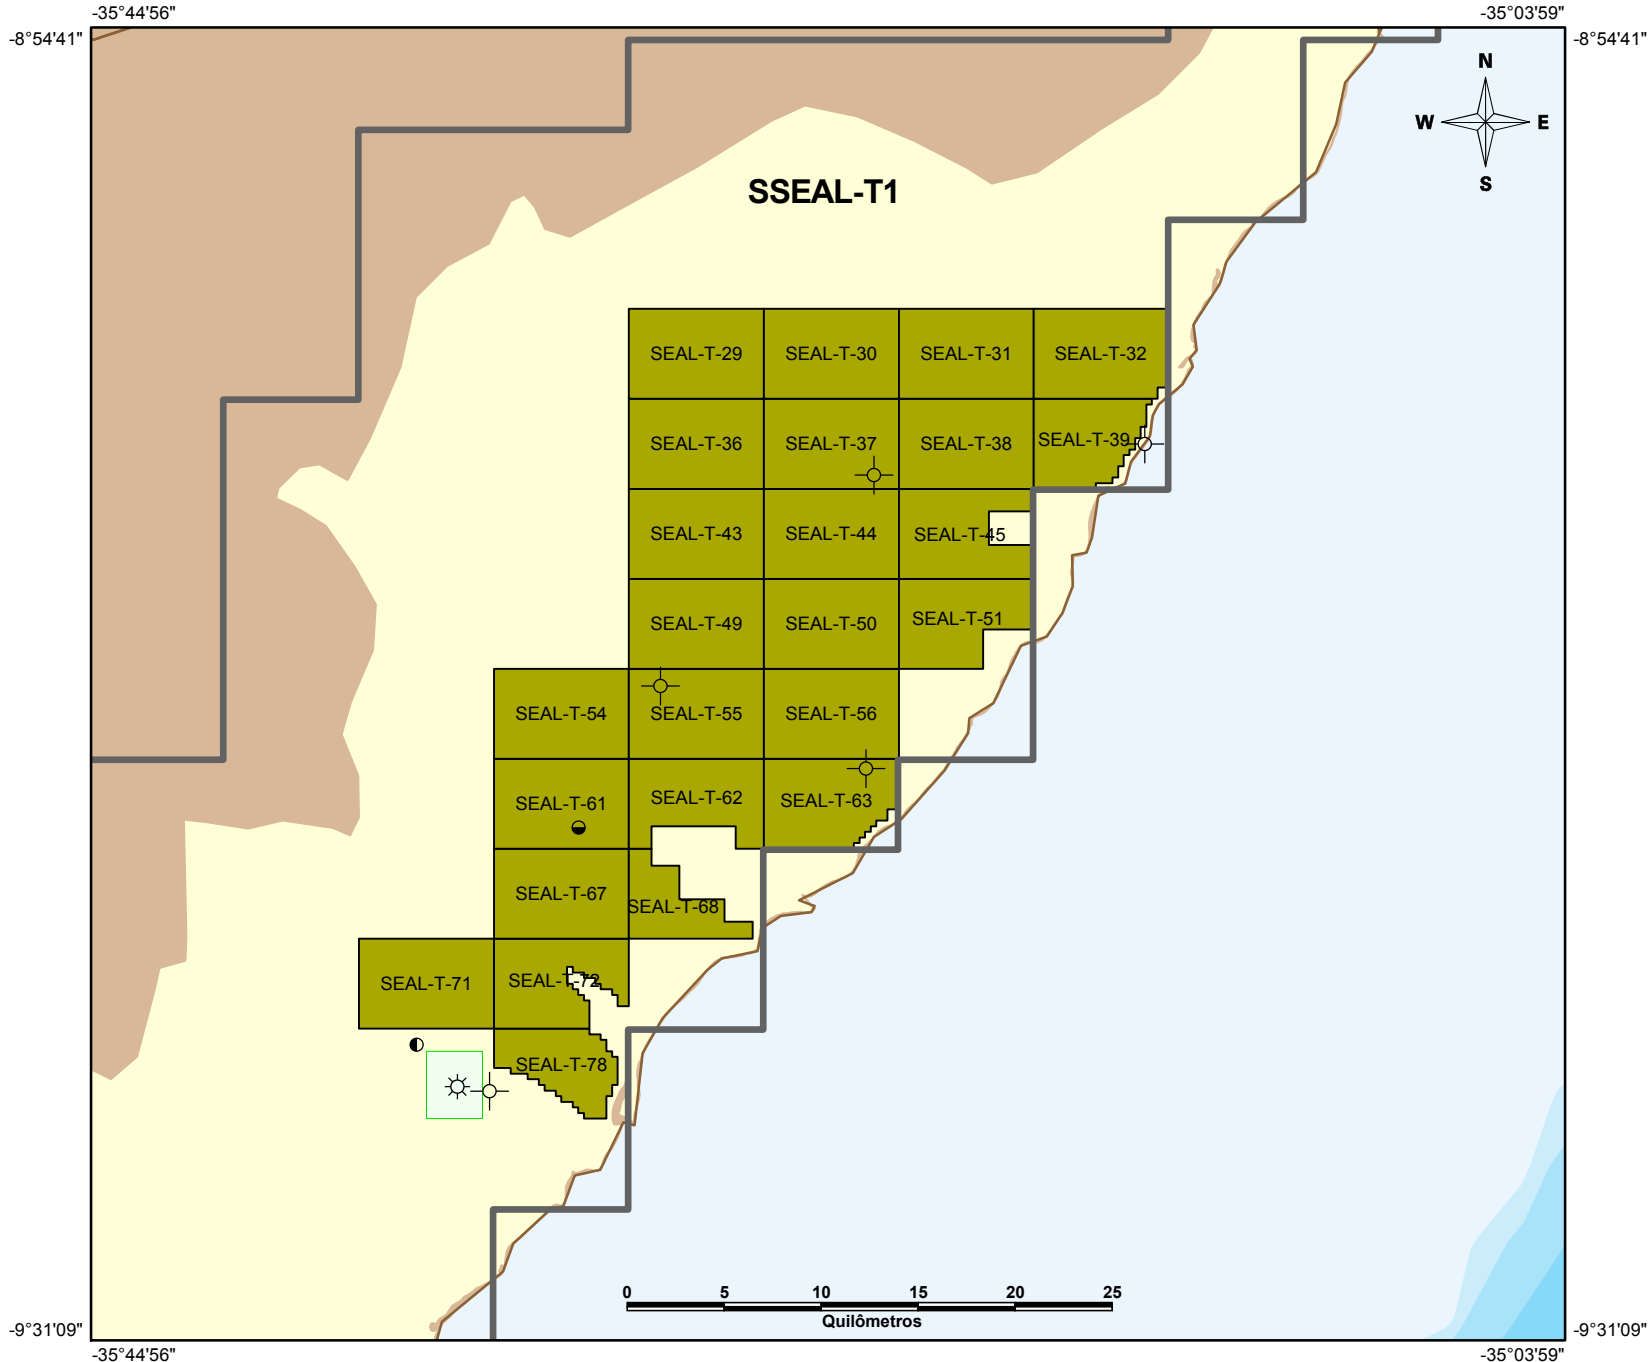 -35°44'56" -35°03'59"
-8°54'41" -8°54'41"
N
W E
S
SSEAL-T1
SEAL-T-29 SEAL-T-30 SEAL-T-31 SEAL-T-32
SEAL-T-36 SEAL-T-37 SEAL-T-38 SEAL-T-39
SEAL-T-43 SEAL-T-44 SEAL-T-45
SEAL-T-49 SEAL-T-50 SEAL-T-51
SEAL-T-54 SEAL-T-55 SEAL-T-56
SEAL-T-61 SEAL-T-62 SEAL-T-63
SEAL-T-67 SEAL-T-68
SEAL-T-71 SEAL-T-72
SEAL-T-78
0 5 10 15 20 25
Quilômetros
-9°31'09" -9°31'09"
-35°44'56" -35°03'59"